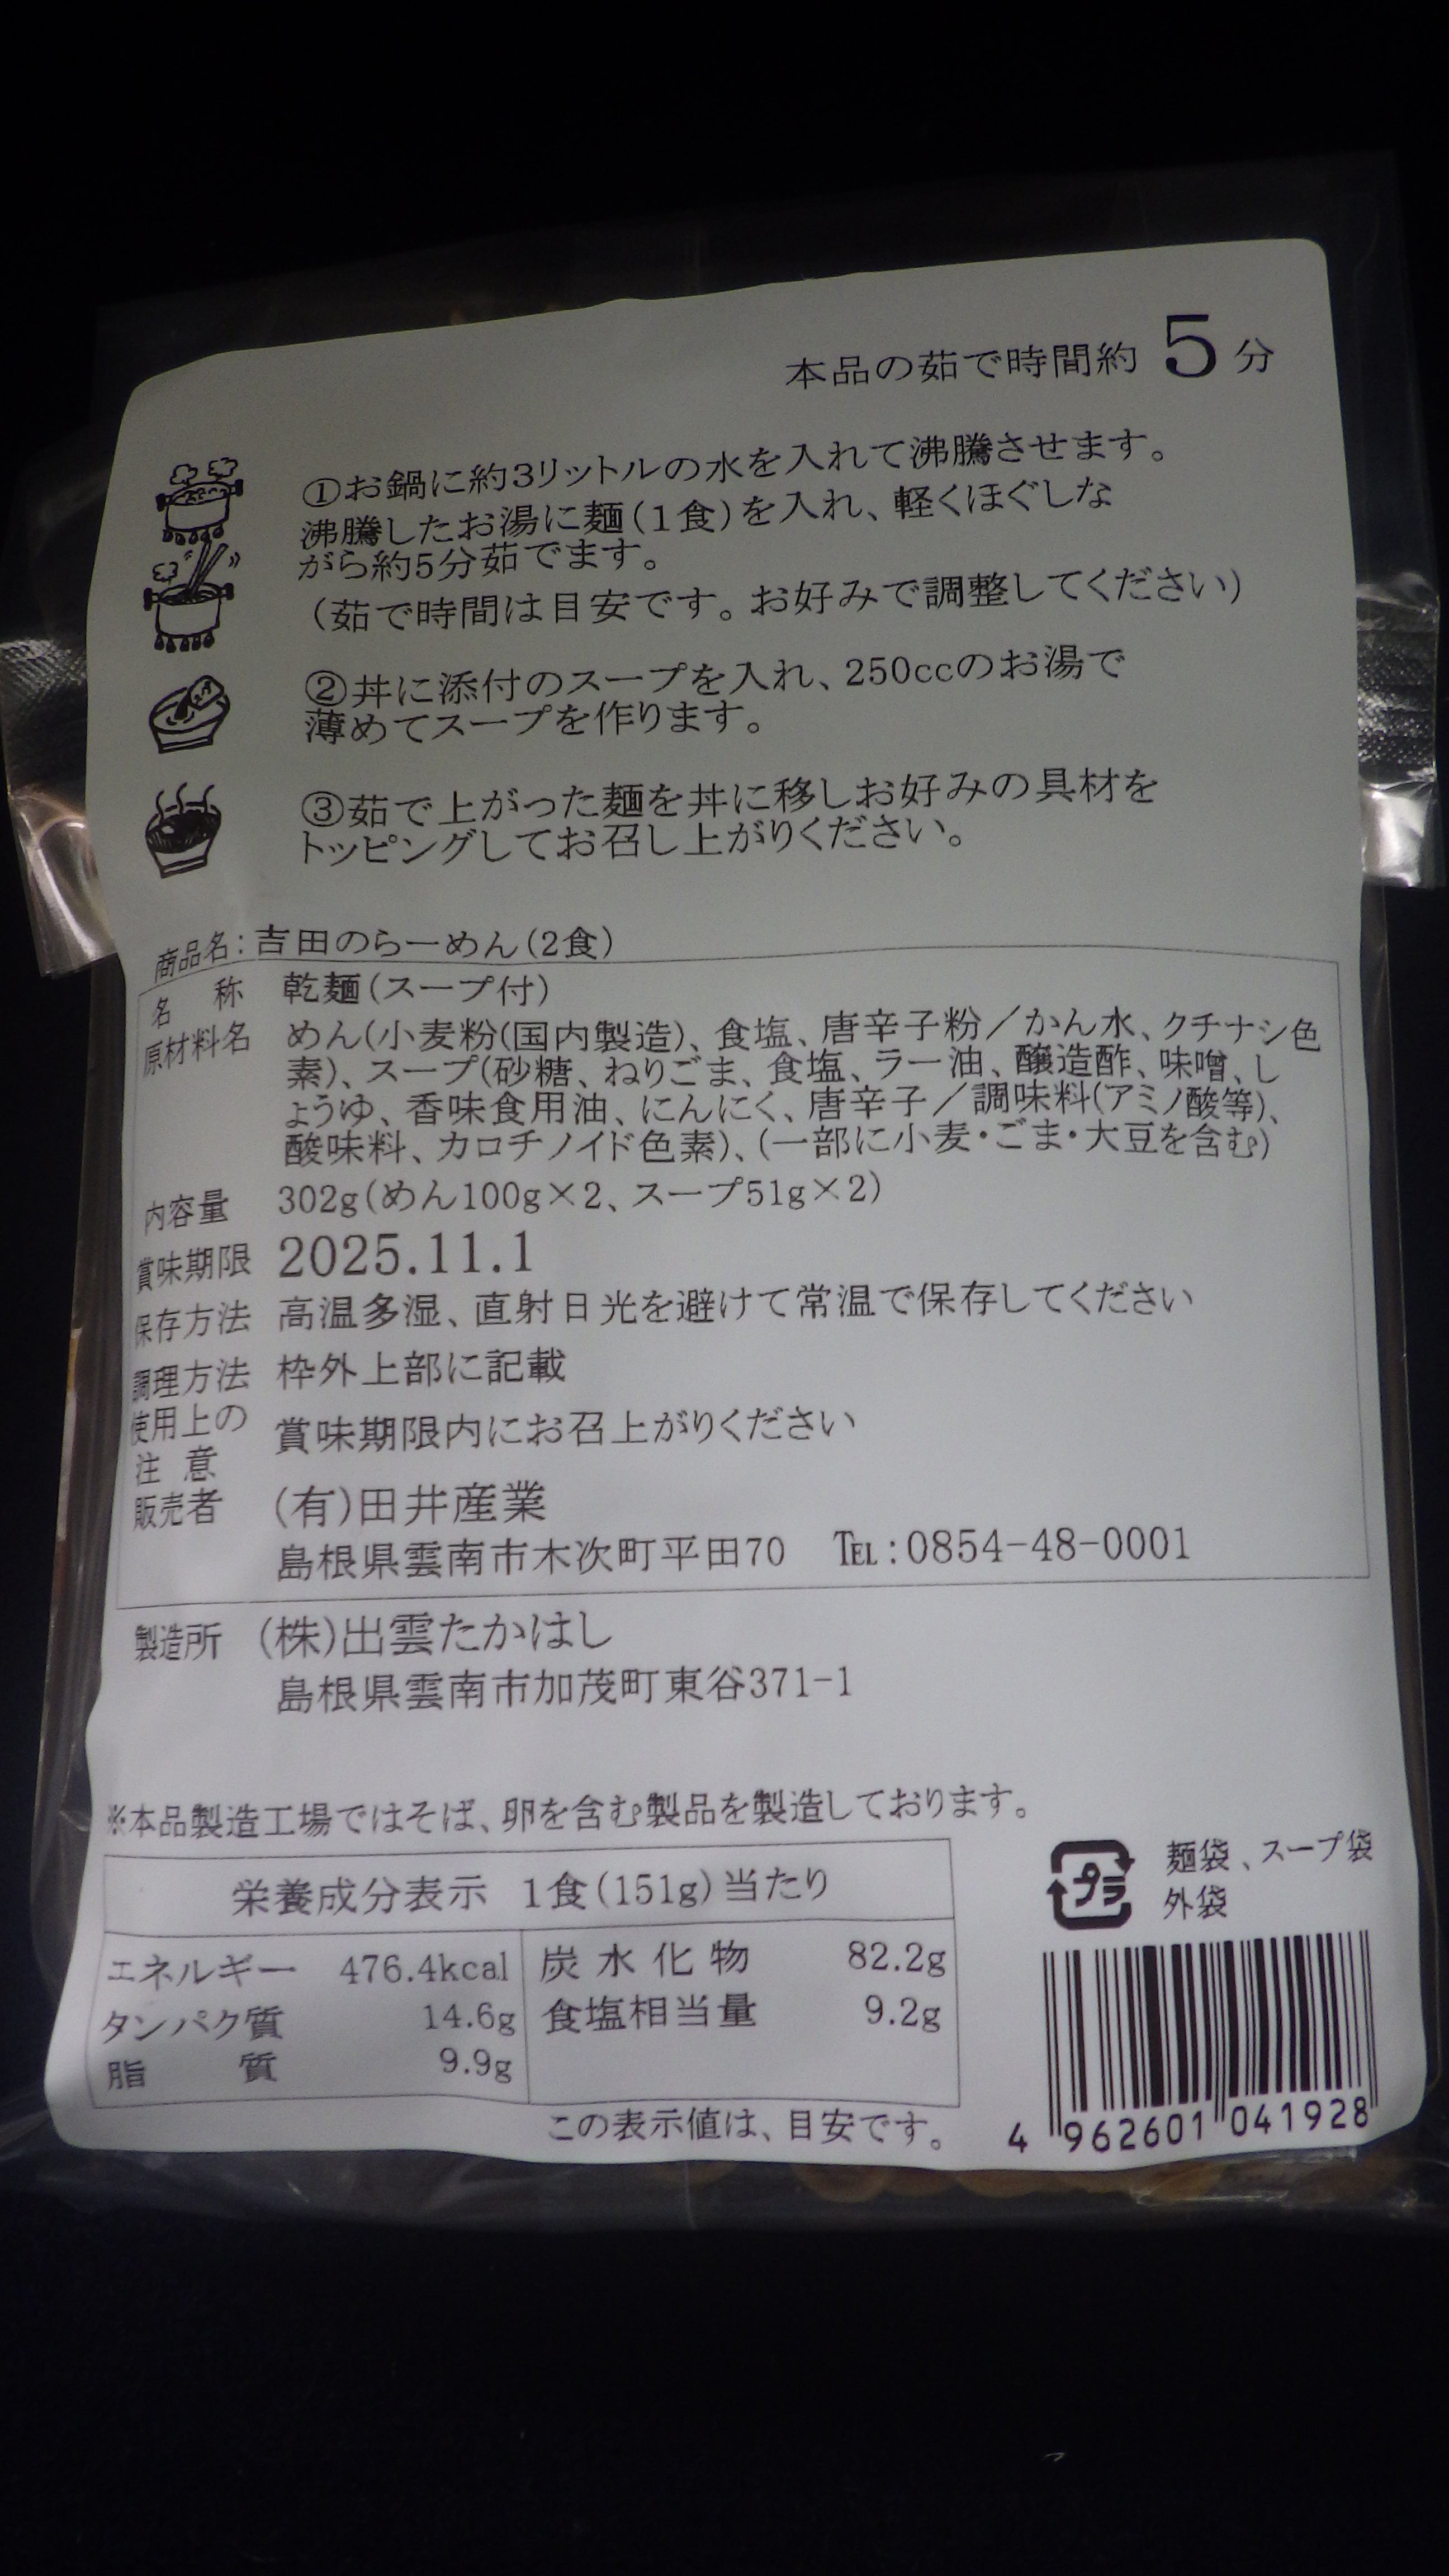 本品の茹で時間約 5 分
①お鍋に約3リットルの水を入れて沸騰させます。
沸騰したお湯に麺(1食)を入れ、軽くほぐしな
がら約5分茹でます。
(茹で時間は目安です。お好みで調整してください)
②丼に添付のスープを入れ、250ccのお湯で
薄めてスープを作ります。
③茹で上がった麺を丼に移しお好みの具材を
トッピングしてお召し上がりください。
商品名:吉田のらーめん(2食)
名 称 乾麺(スープ付)
原材料名 めん(小麦粉(国内製造)、食塩、唐辛子粉/かん水、クチナシ色
素)、スープ(砂糖、ねりごま、食塩、ラー油、醸造酢、味噌、し
ょうゆ、香味食用油、にんにく、唐辛子/調味料(アミノ酸等)、
酸味料、カロチノイド色素)、(一部に小麦・ごま・大豆を含む)
内容量 302g(めん100g×2、スープ51g×2)
賞味期限 2025.11.1
保存方法 高温多湿、直射日光を避けて常温で保存してください
調理方法 枠外上部に記載
使用上の
注 意 賞味期限内にお召上がりください
販売者 (有)田井産業
島根県雲南市木次町平田70 TEL:0854-48-0001
製造所 (株)出雲たかはし
島根県雲南市加茂町東谷371-1
※本品製造工場ではそば、卵を含む製品を製造しております。
栄養成分表示 1食(151g)当たり
エネルギー 476.4kcal 炭水化物 82.2g
タンパク質 14.6g 食塩相当量 9.2g
脂 質 9.9g
この表示値は、目安です。
プラ
麺袋、スープ袋
外袋
4 962601 041928